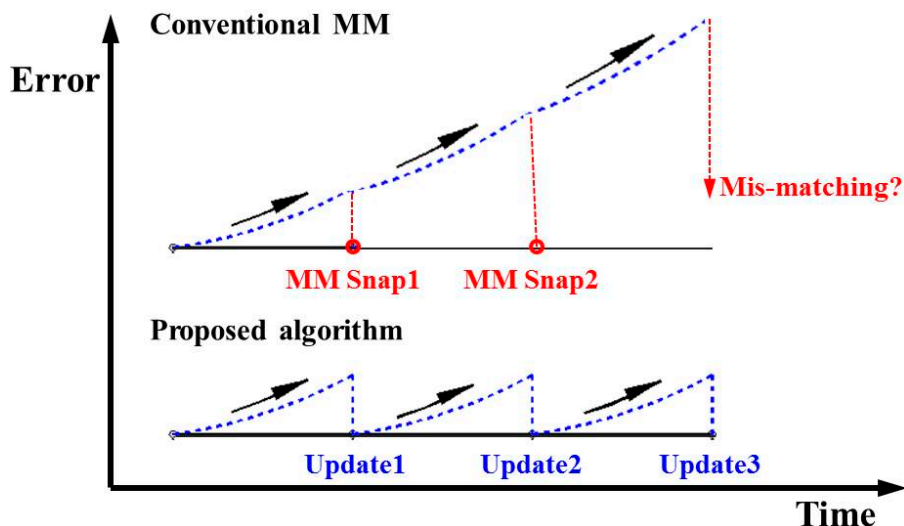 Conventional MM
Error
Mis-matching?
MM Snap1
MM Snap2
Proposed algorithm
Update1
Update2
Update3
Time